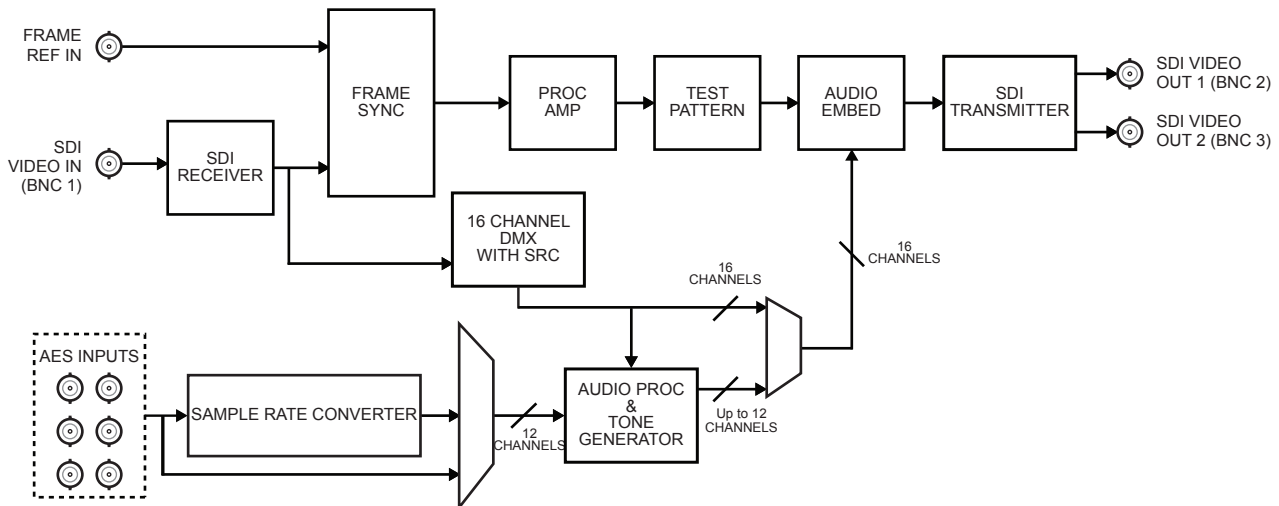 FRAME
REF IN
SDI
VIDEO IN
(BNC 1)
SDI
RECEIVER
FRAME
SYNC
PROC
AMP
TEST
PATTERN
AUDIO
EMBED
SDI
TRANSMITTER
SDI VIDEO
OUT 1 (BNC 2)
SDI VIDEO
OUT 2 (BNC 3)
16 CHANNEL
DMX
WITH SRC
16
CHANNELS
16
CHANNELS
AES INPUTS
SAMPLE RATE CONVERTER
12
CHANNELS
AUDIO PROC
&
TONE
GENERATOR
Up to 12
CHANNELS